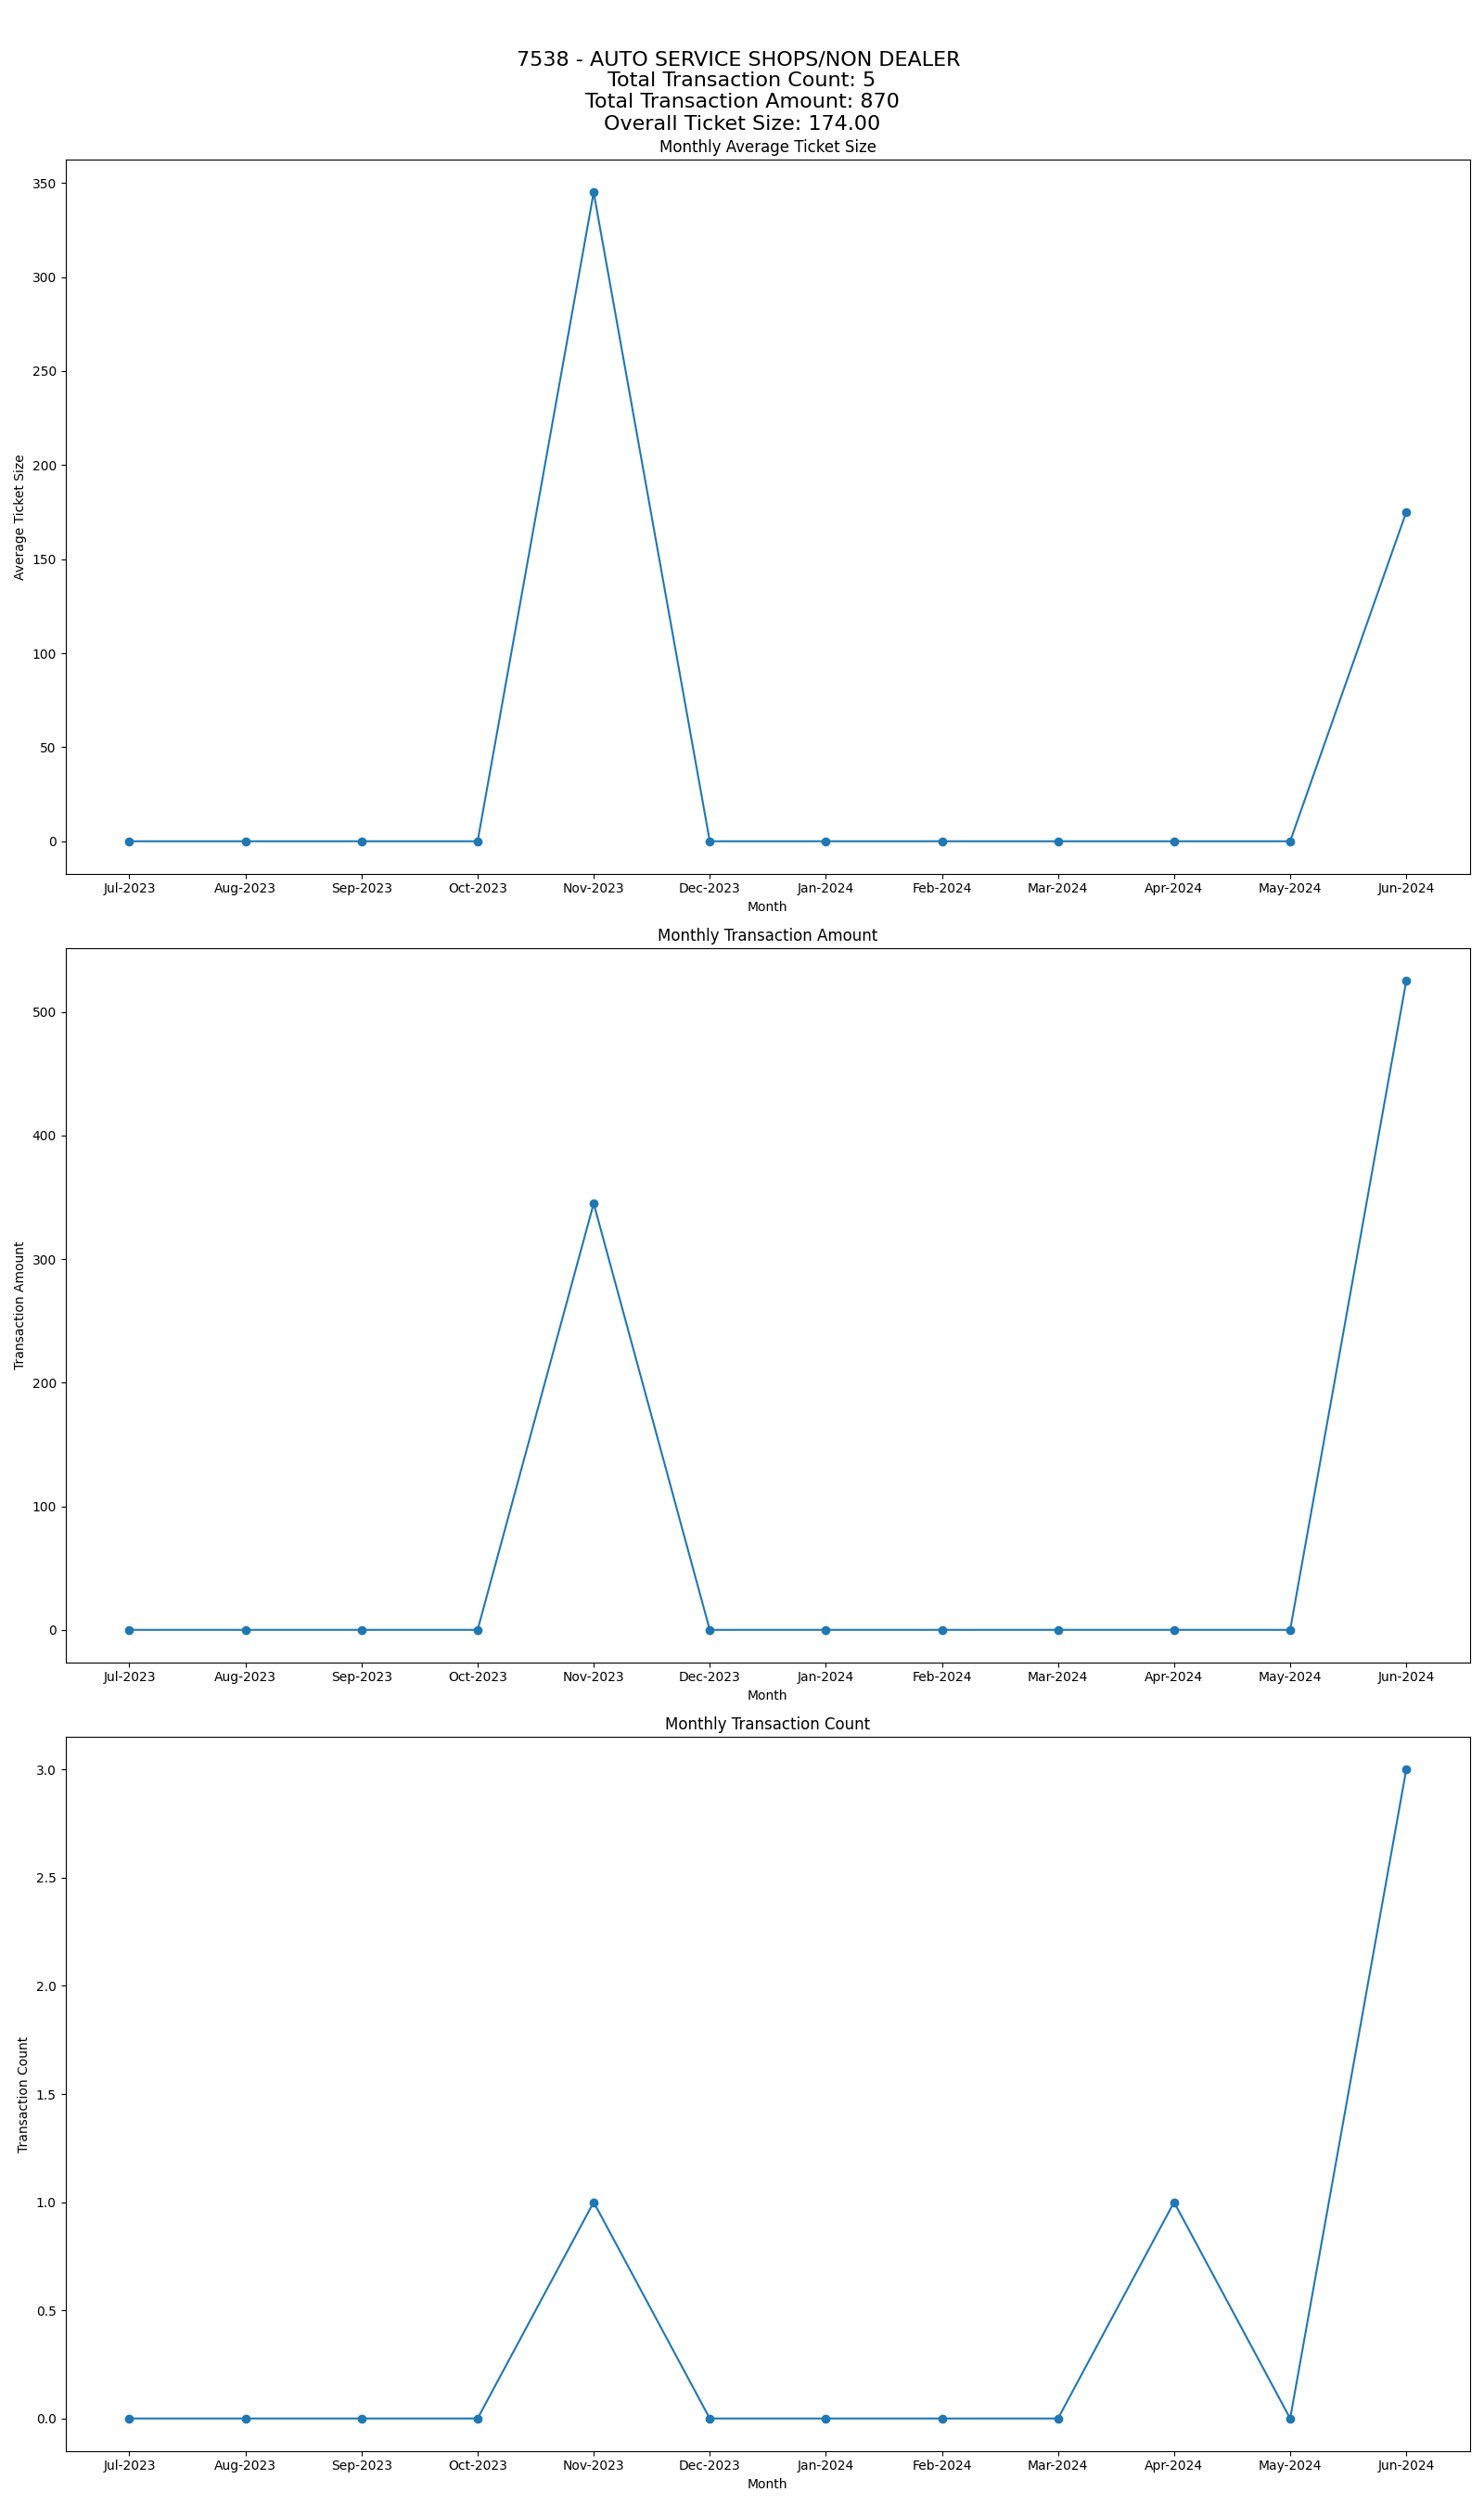 7538 - AUTO SERVICE SHOPS/NON DEALER
Total Transaction Count: 5
Total Transaction Amount: 870
Overall Ticket Size: 174.00
Monthly Average Ticket Size
350
300
250
200
150
100
50
0
Average Ticket Size
Jul-2023 Aug-2023 Sep-2023 Oct-2023 Nov-2023 Dec-2023 Jan-2024 Feb-2024 Mar-2024 Apr-2024 May-2024 Jun-2024
Month
Monthly Transaction Amount
500
400
300
200
100
0
Transaction Amount
Jul-2023 Aug-2023 Sep-2023 Oct-2023 Nov-2023 Dec-2023 Jan-2024 Feb-2024 Mar-2024 Apr-2024 May-2024 Jun-2024
Month
Monthly Transaction Count
3.0
2.5
2.0
1.5
1.0
0.5
0.0
Transaction Count
Jul-2023 Aug-2023 Sep-2023 Oct-2023 Nov-2023 Dec-2023 Jan-2024 Feb-2024 Mar-2024 Apr-2024 May-2024 Jun-2024
Month